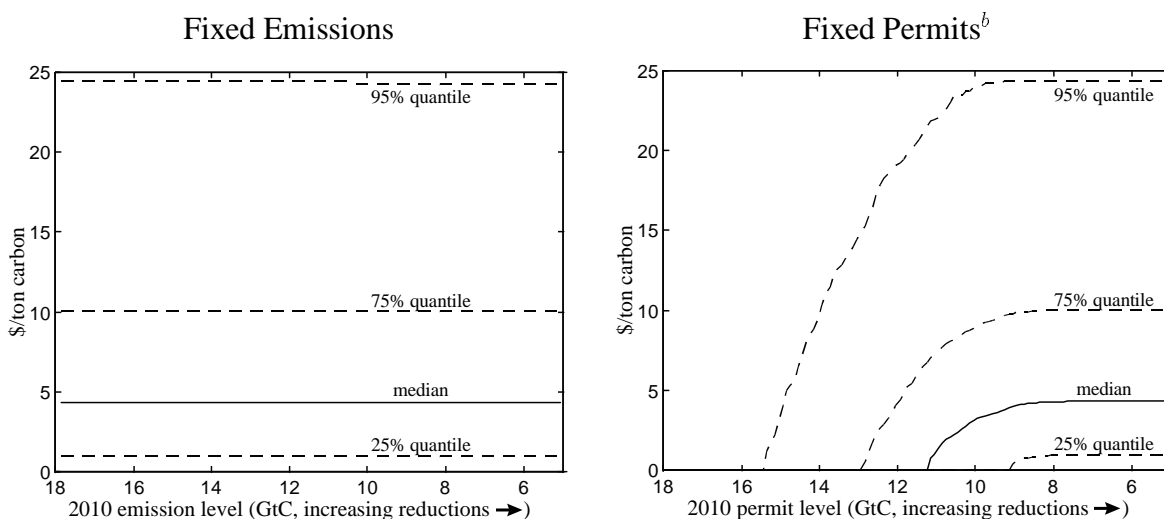 Fixed Emissions
25
20
15
10
5
0
$/ton carbon
95% quantile
75% quantile
median
25% quantile
18 16 14 12 10 8 6
2010 emission level (GtC, increasing reductions →)
Fixed Permits^b
25
20
15
10
5
0
$/ton carbon
95% quantile
75% quantile
median
25% quantile
18 16 14 12 10 8 6
2010 permit level (GtC, increasing reductions →)